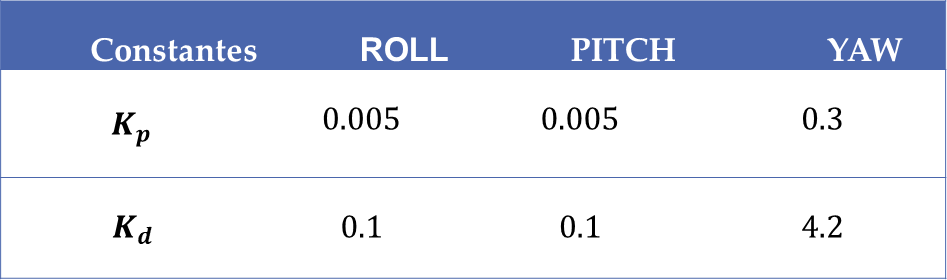 Constantes ROLL PITCH YAW
Kp 0.005 0.005 0.3
Kd 0.1 0.1 4.2